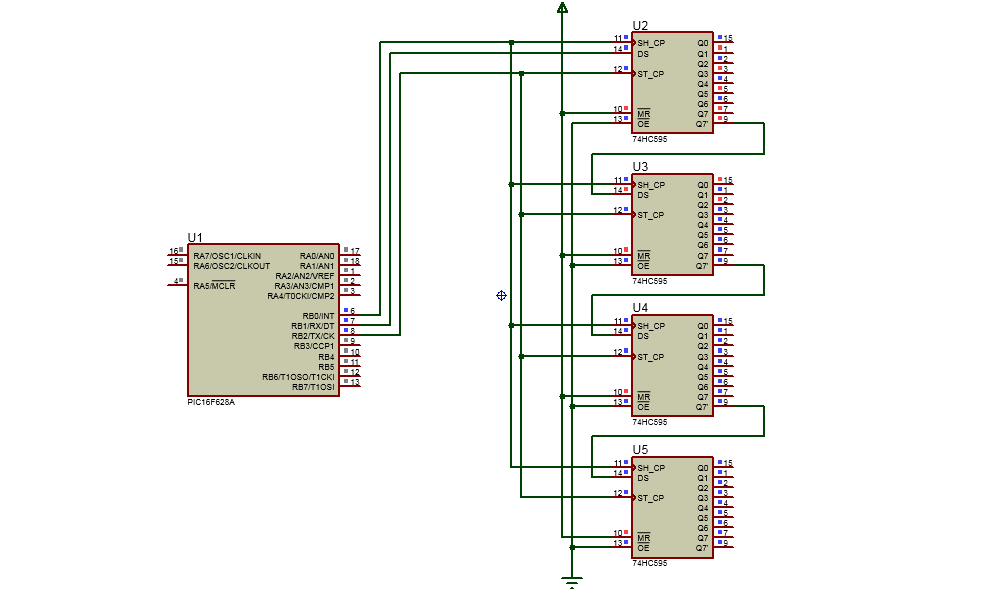 U1
16 RA7/OSC1/CLKIN RA0/AN0 17
15 RA6/OSC2/CLKOUT RA1/AN1 18
RA2/AN2/VREF 1
4 RA5/MCLR RA3/AN3/CMP1 2
RA4/T0CKI/CMP2 3
RB0/INT 6
RB1/RX/DT 7
RB2/TX/CK 8
RB3/CCP1 9
RB4 10
RB5 11
RB6/T1OSO/T1CKI 12
RB7/T1OSI 13
PIC16F628A
U2
11 SH_CP Q0 15
14 DS Q1 1
Q2 2
12 ST_CP Q3 3
Q4 4
Q5 5
Q6 6
10 MR Q7 7
13 OE Q7' 9
74HC595
U3
11 SH_CP Q0 15
14 DS Q1 1
Q2 2
12 ST_CP Q3 3
Q4 4
Q5 5
Q6 6
10 MR Q7 7
13 OE Q7' 9
74HC595
U4
11 SH_CP Q0 15
14 DS Q1 1
Q2 2
12 ST_CP Q3 3
Q4 4
Q5 5
Q6 6
10 MR Q7 7
13 OE Q7' 9
74HC595
U5
11 SH_CP Q0 15
14 DS Q1 1
Q2 2
12 ST_CP Q3 3
Q4 4
Q5 5
Q6 6
10 MR Q7 7
13 OE Q7' 9
74HC595